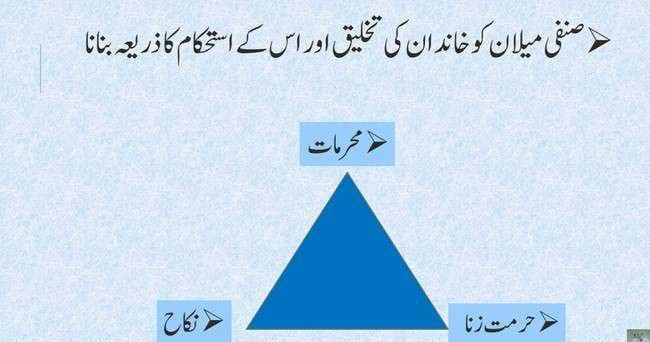 صنفی میلان کو خاندان کی تخلیق اور اس کے استحکام کا ذریعہ بنانا
محرمات
حرمت زنا
نکاح